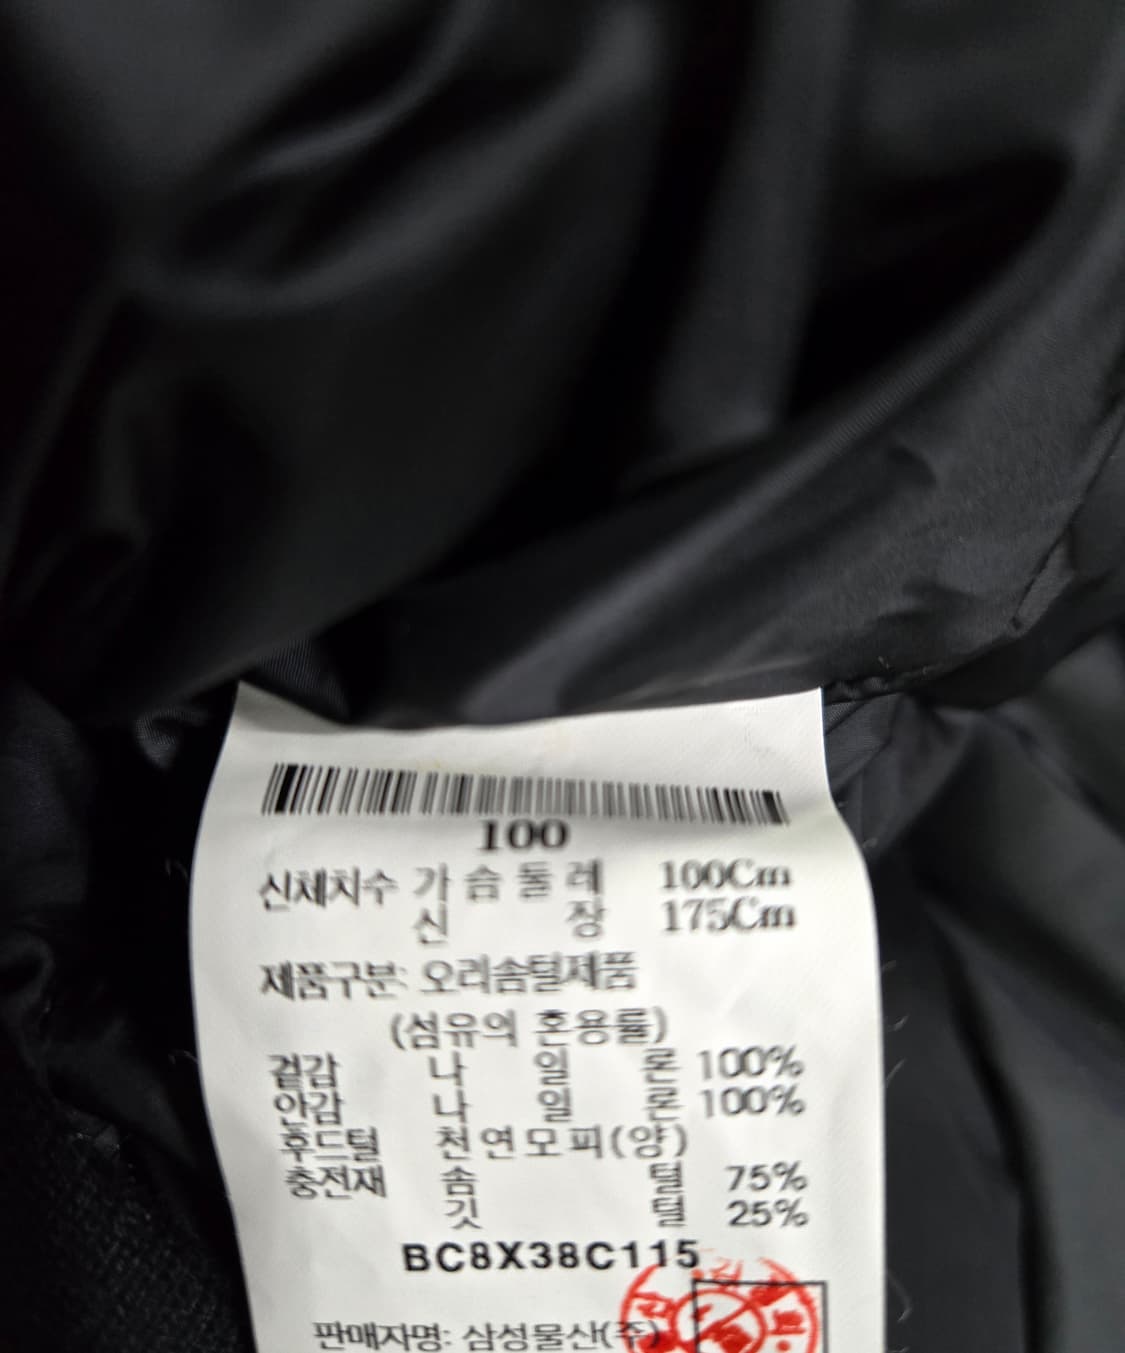 100
신체치수 가슴둘레 100Cm
신장 175Cm
제품구분: 오리솜털제품
(섬유의 혼용률)
겉감 나일론 100%
안감 나일론 100%
후드털 천연모피(양)
충전재 솜털 75%
깃털 25%
BC8X38C115
판매자명: 삼성물산(주)